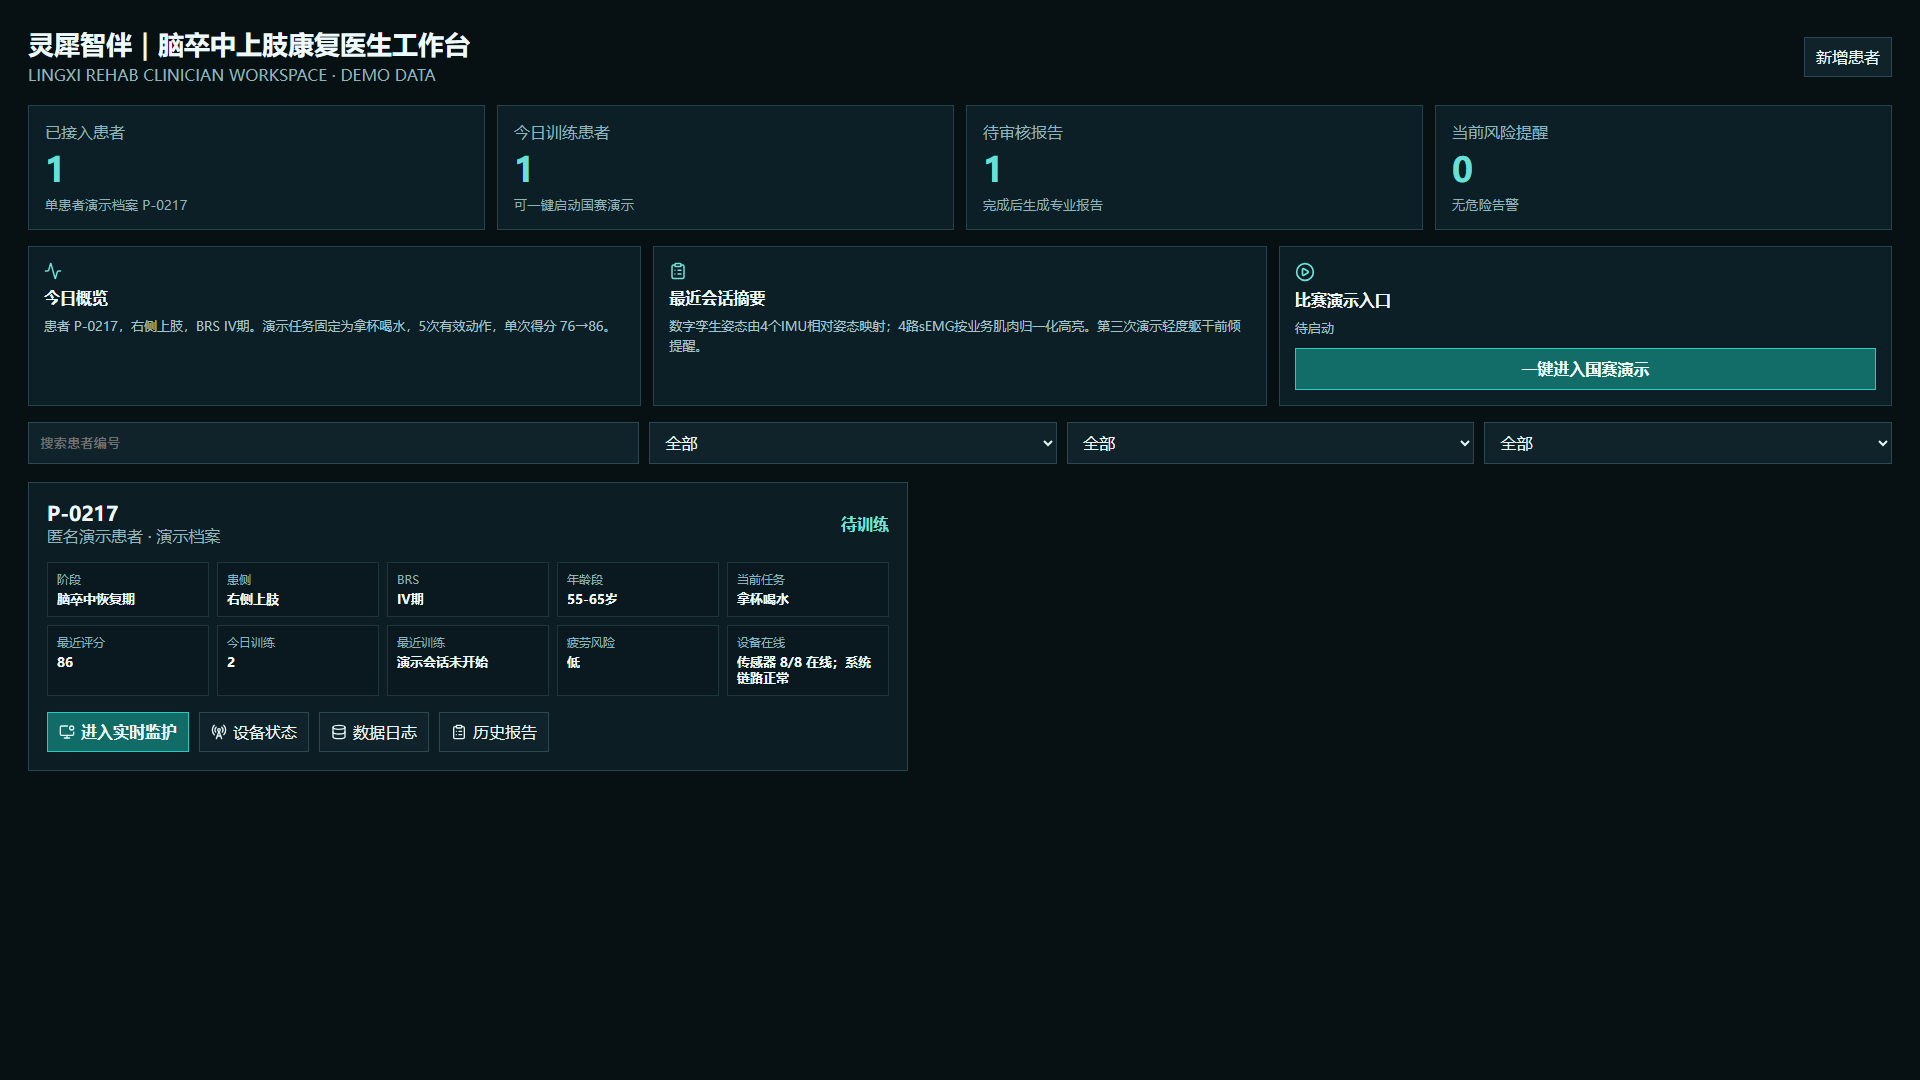 灵犀智伴 | 脑卒中上肢康复医生工作台
LINGXI REHAB CLINICIAN WORKSPACE · DEMO DATA
新增患者
已接入患者
1
单患者演示档案 P-0217
今日训练患者
1
可一键启动国赛演示
待审核报告
1
完成后生成专业报告
当前风险提醒
0
无危险告警
今日概览
患者 P-0217，右侧上肢，BRS IV期。演示任务固定为拿杯喝水，5次有效动作，单次得分 76→86。
最近会话摘要
数字孪生姿态由4个IMU相对姿态映射；4路sEMG按业务肌肉归一化高亮。第三次演示轻度躯干前倾
提醒。
比赛演示入口
待启动
一键进入国赛演示
搜索患者编号
全部
全部
全部
P-0217
匿名演示患者 · 演示档案
待训练
阶段
脑卒中恢复期
患侧
右侧上肢
BRS
IV期
年龄段
55-65岁
当前任务
拿杯喝水
最近评分
86
今日训练
2
最近训练
演示会话未开始
疲劳风险
低
设备在线
传感器 8/8 在线；系统
链路正常
进入实时监护
设备状态
数据日志
历史报告